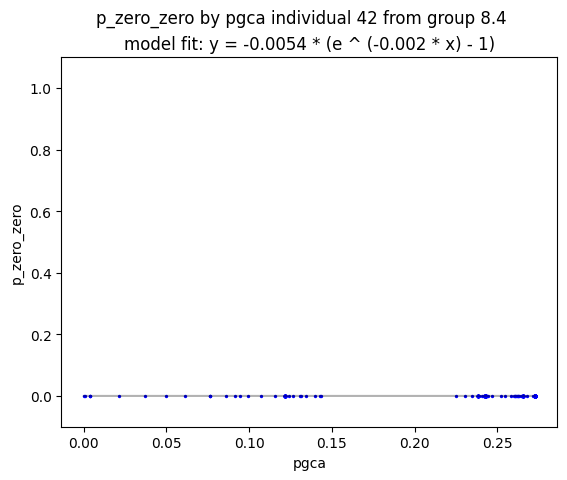 p_zero_zero by pgca individual 42 from group 8.4
model fit: y = -0.0054 * (e ^ (-0.002 * x) - 1)
1.0
0.8
0.6
0.4
0.2
0.0
p_zero_zero
0.00 0.05 0.10 0.15 0.20 0.25
pgca